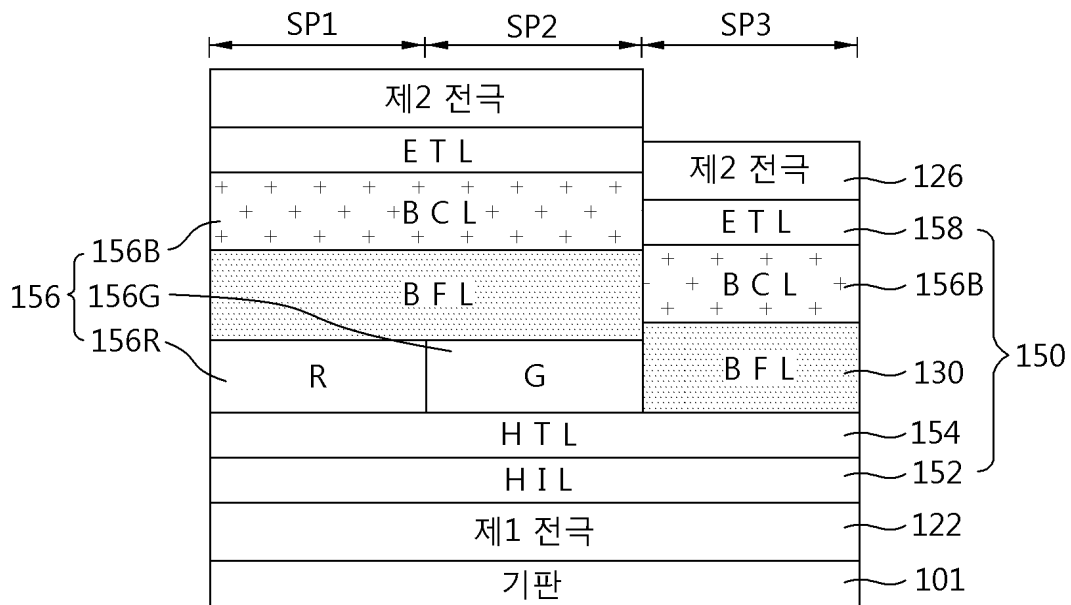 SP1 SP2 SP3
제2 전극
E T L
제2 전극 126
B C L
E T L 158
156B
B C L 156B
156 156G
B F L
156R
R G
B F L 130
150
H T L 154
H I L 152
제1 전극 122
기판 101